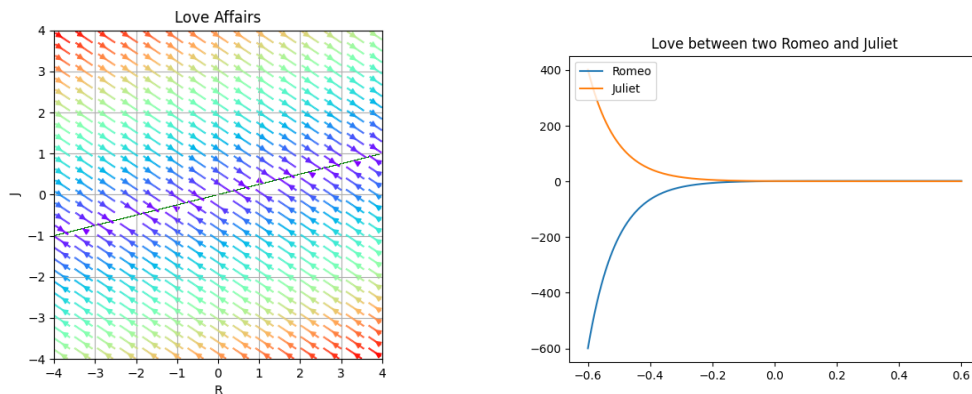 Love Affairs
4
3
2
1
0
−1
−2
−3
−4
J
−4 −3 −2 −1 0 1 2 3 4
R
Love between two Romeo and Juliet
Romeo
Juliet
400
200
0
−200
−400
−600
−0.6 −0.4 −0.2 0.0 0.2 0.4 0.6